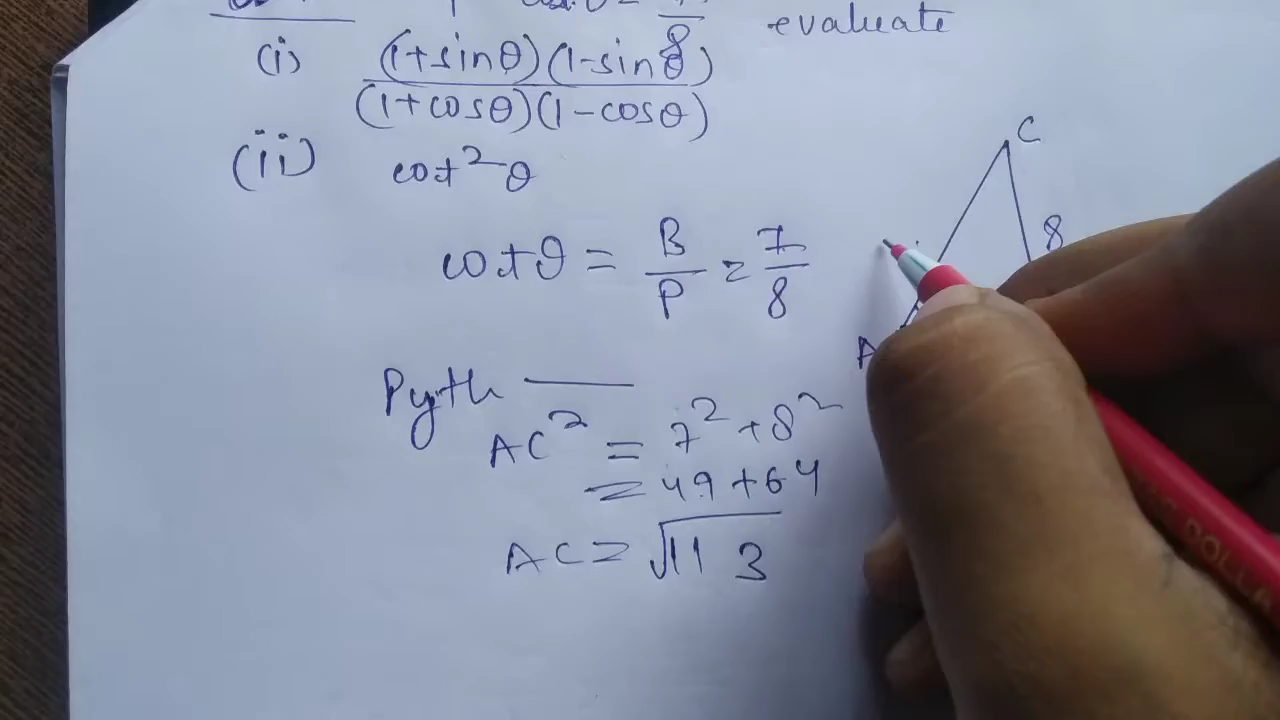 evaluate
(i) (1+sinθ)(1-sinθ) / (1+cosθ)(1-cosθ)
(ii) cot²θ
C
8
cotθ = B/P = 7/8
A
Pyth
AC² = 7²+8²
= 49+64
AC = √113